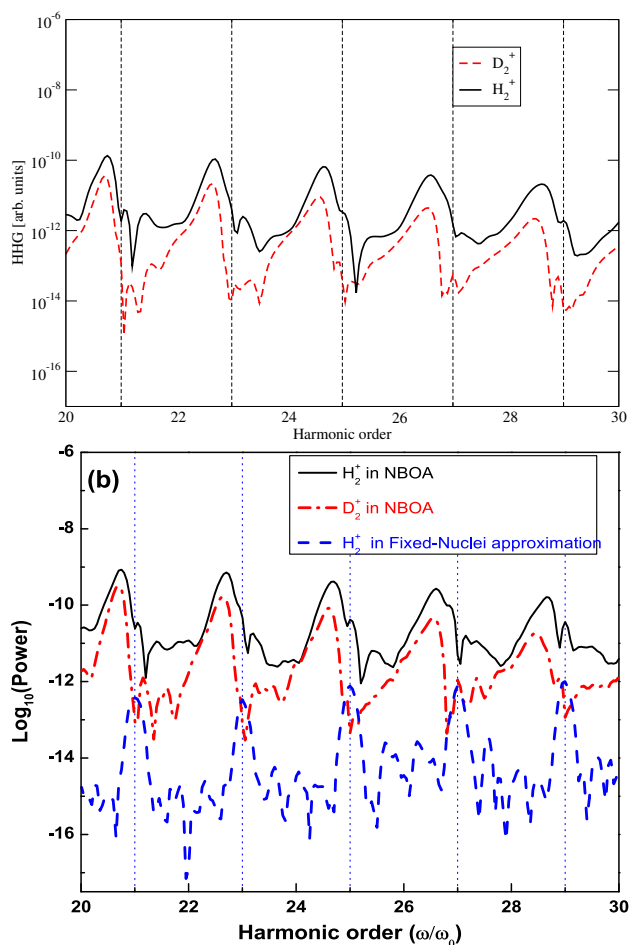 10⁻⁶
10⁻⁸
10⁻¹⁰
10⁻¹²
10⁻¹⁴
10⁻¹⁶
HHG [arb. units]
D₂⁺
H₂⁺
20 22 24 26 28 30
Harmonic order
(b)
-6
-8
-10
-12
-14
-16
Log₁₀(Power)
H₂⁺ in NBOA
D₂⁺ in NBOA
H₂⁺ in Fixed-Nuclei approximation
20 22 24 26 28 30
Harmonic order (ω/ω₀)